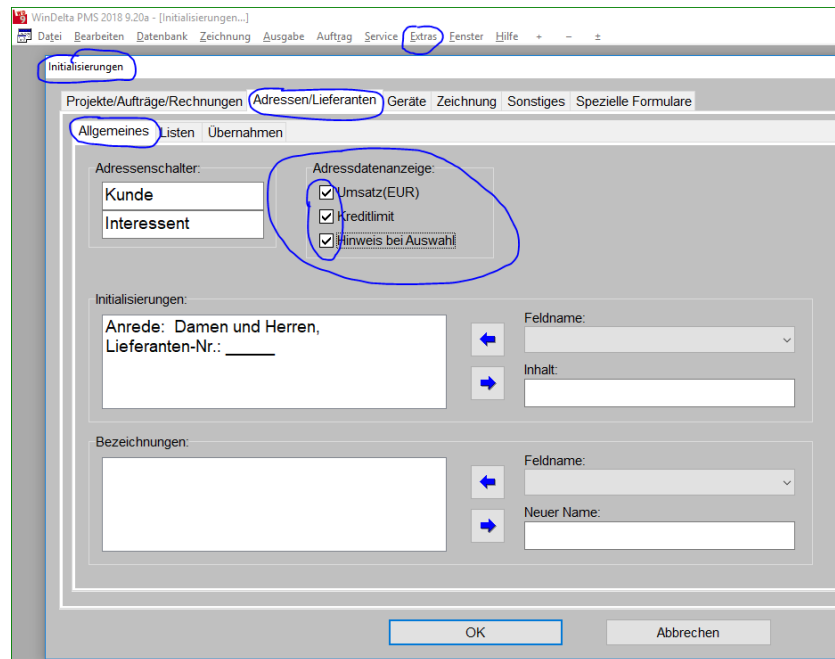 WinDelta PMS 2018 9.20a - [Initialisierungen...]
Datei Bearbeiten Datenbank Zeichnung Ausgabe Auftrag Service Extras Fenster Hilfe + − ±
Initialisierungen
Projekte/Aufträge/Rechnungen Adressen/Lieferanten Geräte Zeichnung Sonstiges Spezielle Formulare
Allgemeines Listen Übernahmen
Adressenschalter: Adressdatenanzeige:
Kunde Umsatz(EUR)
Kreditlimit
Interessent
Hinweis bei Auswahl
Initialisierungen:
Feldname:
Anrede: Damen und Herren,
Lieferanten-Nr.: _____
Inhalt:
Bezeichnungen:
Feldname:
Neuer Name:
OK Abbrechen